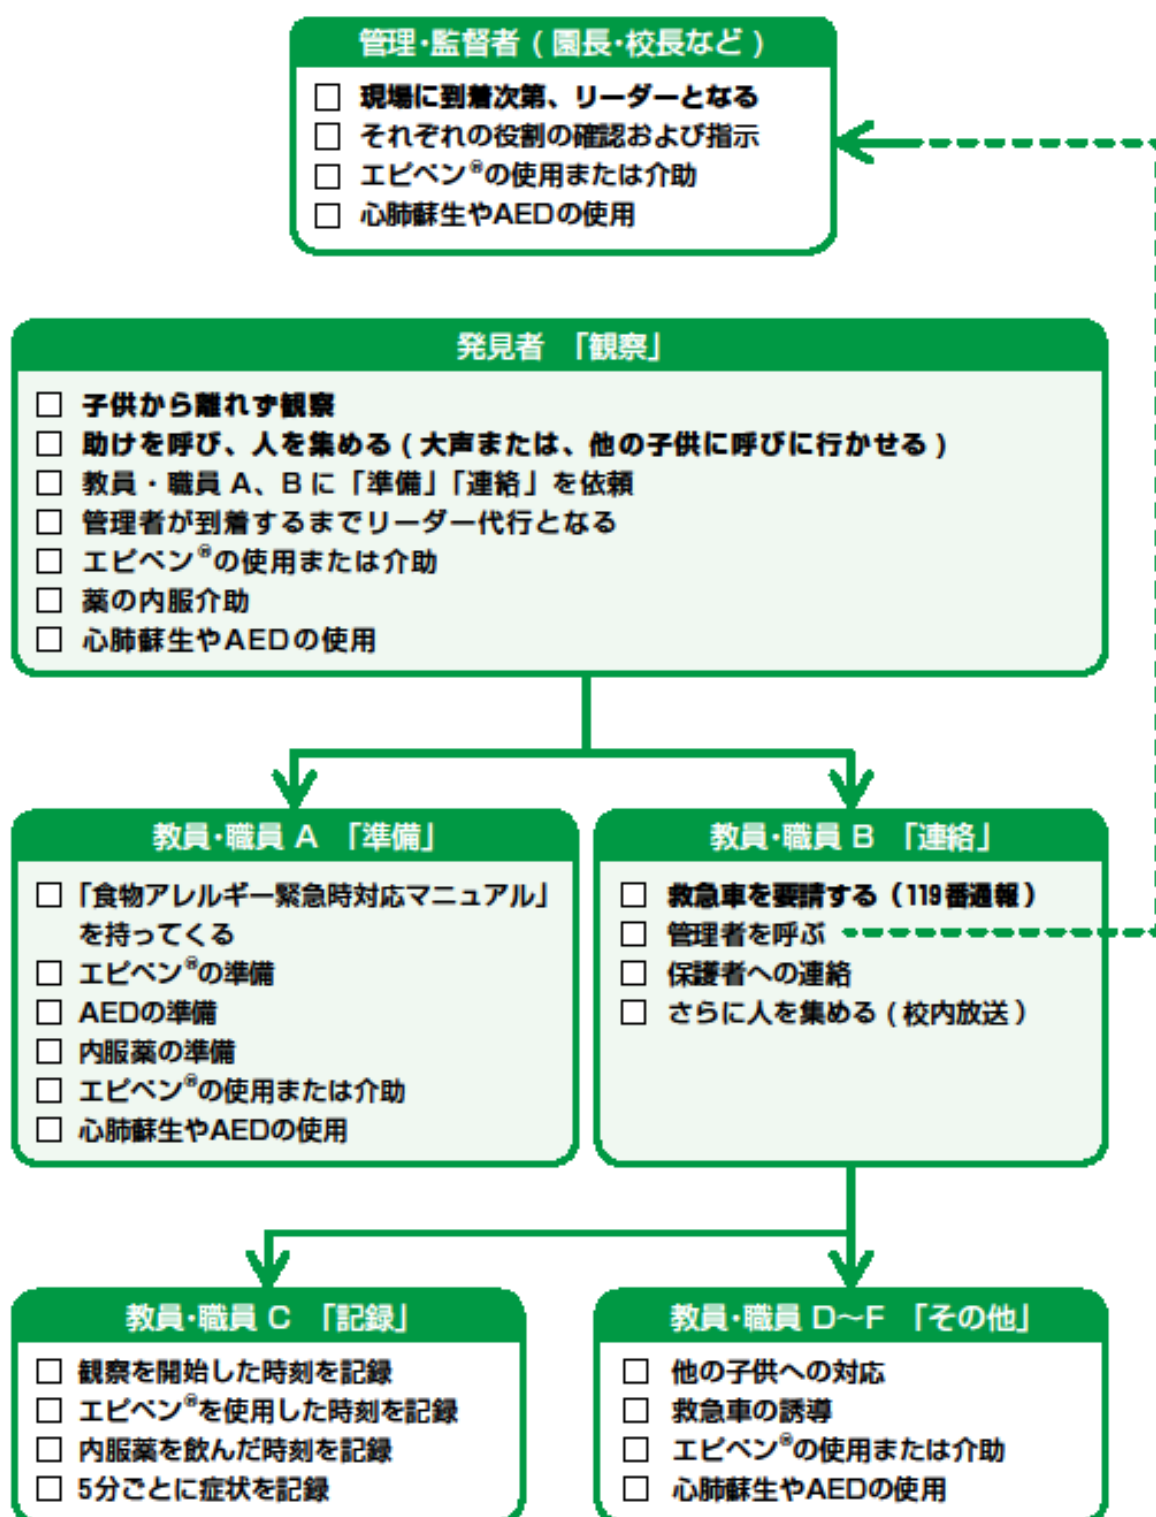 管理･監督者 ( 園長･校長など )
□ 現場に到着次第、リーダーとなる
□ それぞれの役割の確認および指示
□ エピペン®の使用または介助
□ 心肺蘇生やAEDの使用
発見者 「観察」
□ 子供から離れず観察
□ 助けを呼び、人を集める ( 大声または、他の子供に呼びに行かせる )
□ 教員・職員 A、B に「準備」「連絡」を依頼
□ 管理者が到着するまでリーダー代行となる
□ エピペン®の使用または介助
□ 薬の内服介助
□ 心肺蘇生やAEDの使用
教員･職員 A 「準備」
□ 「食物アレルギー緊急時対応マニュアル」
を持ってくる
□ エピペン®の準備
□ AEDの準備
□ 内服薬の準備
□ エピペン®の使用または介助
□ 心肺蘇生やAEDの使用
教員･職員 B 「連絡」
□ 救急車を要請する（119番通報）
□ 管理者を呼ぶ
□ 保護者への連絡
□ さらに人を集める ( 校内放送 )
教員･職員 C 「記録」
□ 観察を開始した時刻を記録
□ エピペン®を使用した時刻を記録
□ 内服薬を飲んだ時刻を記録
□ 5分ごとに症状を記録
教員･職員 D～F 「その他」
□ 他の子供への対応
□ 救急車の誘導
□ エピペン®の使用または介助
□ 心肺蘇生やAEDの使用